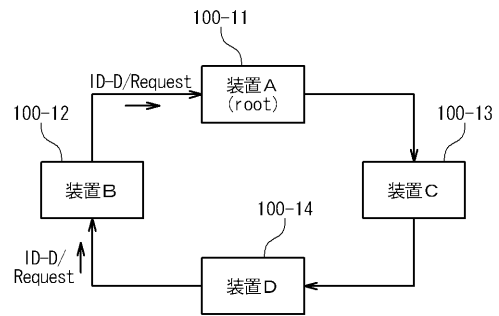 100-11
ID-D/Request
装置A
(root)
100-12
100-13
装置B
装置C
100-14
ID-D/
Request
装置D